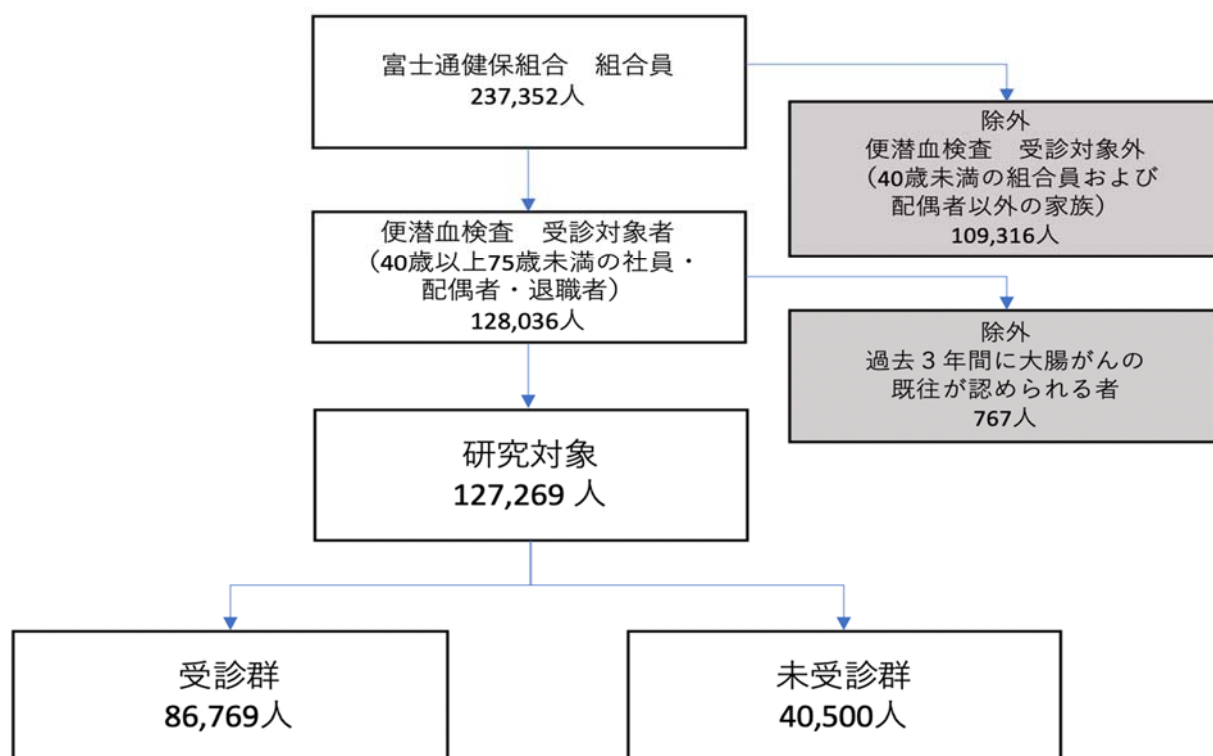 富士通健保組合　組合員
237,352人
除外
便潜血検査　受診対象外
（40歳未満の組合員および
配偶者以外の家族）
109,316人
便潜血検査　受診対象者
（40歳以上75歳未満の社員・
配偶者・退職者）
128,036人
除外
過去３年間に大腸がんの
既往が認められる者
767人
研究対象
127,269 人
受診群
86,769人
未受診群
40,500人